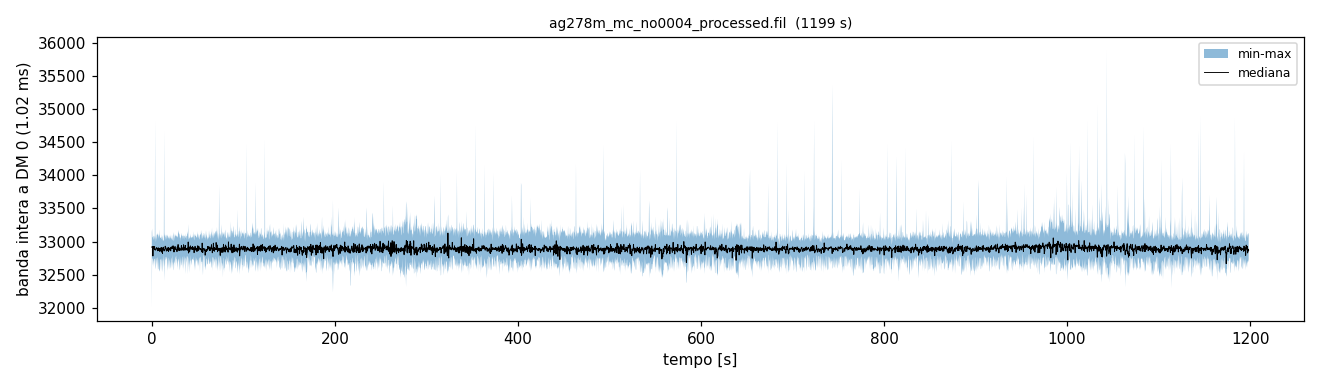 ag278m_mc_no0004_processed.fil  (1199 s)
36000
35500
35000
34500
34000
33500
33000
32500
32000
banda intera a DM 0 (1.02 ms)
min-max
mediana
0 200 400 600 800 1000 1200
tempo [s]